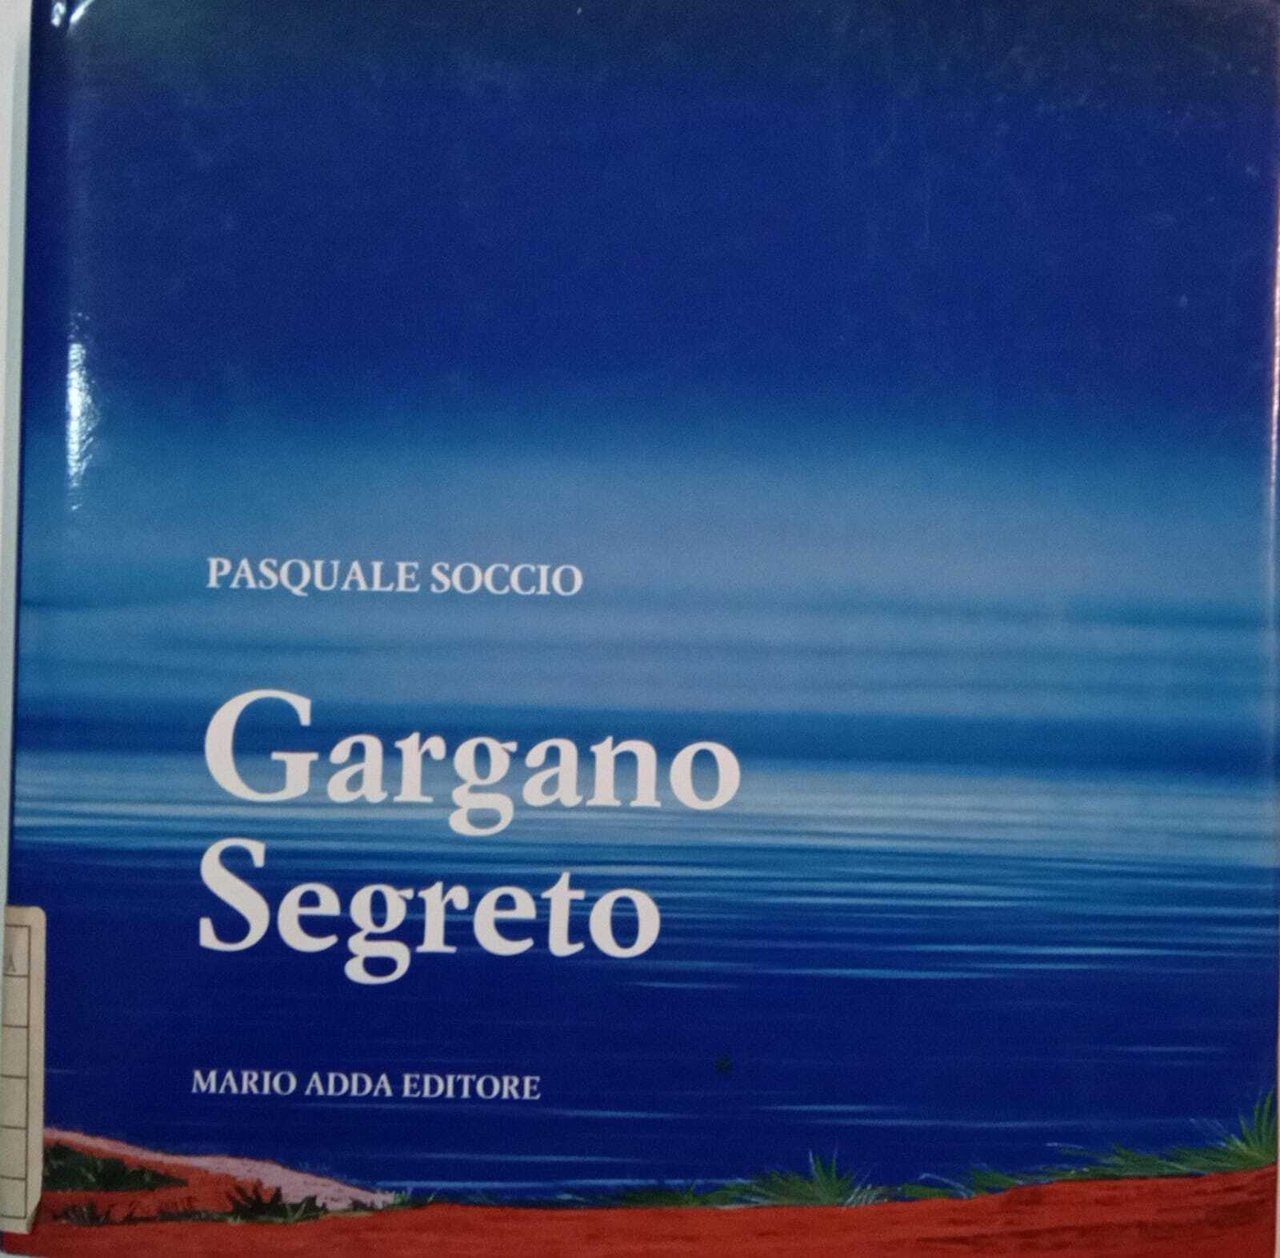 PASQUALE SOCCIO
Gargano
Segreto
MARIO ADDA EDITORE